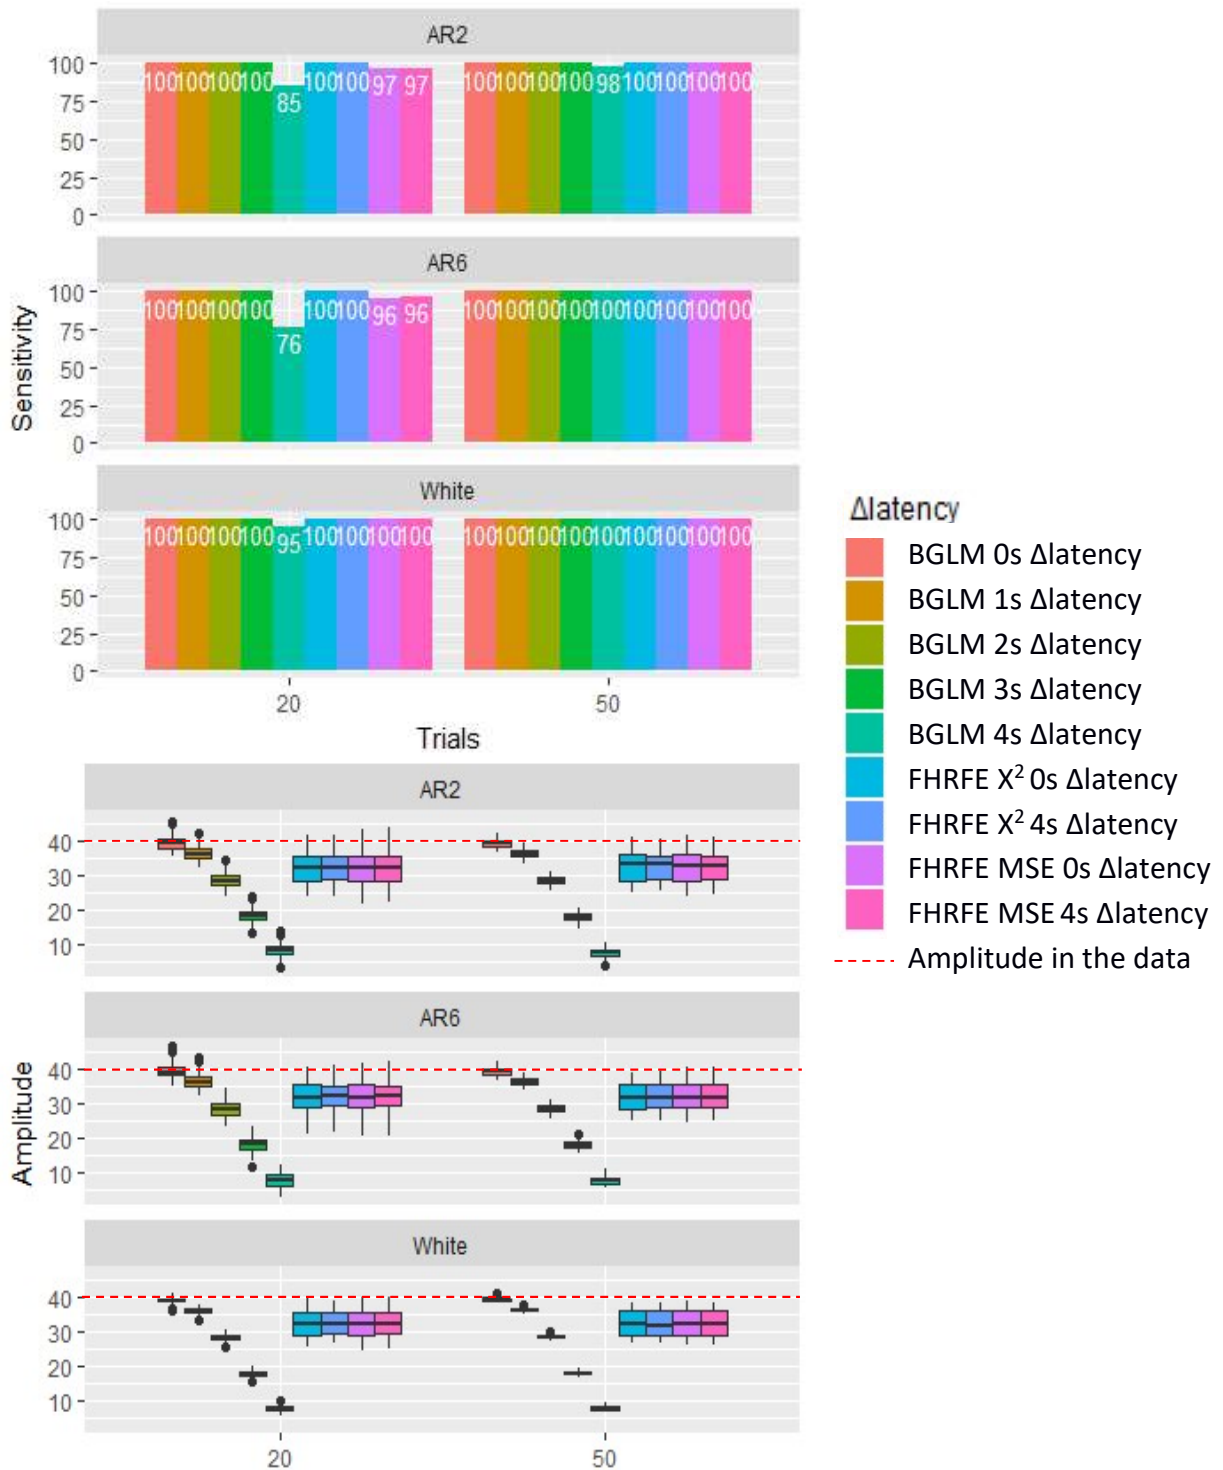 AR2
100
75
50
25
0
100 100 100 100 85 100 100 97 97 100 100 100 100 98 100 100 100 100
AR6
100
75
50
25
0
100 100 100 100 76 100 100 96 96 100 100 100 100 100 100 100 100 100
Sensitivity
White
100
75
50
25
0
100 100 100 100 95 100 100 100 100 100 100 100 100 100 100 100 100 100
20 50
Trials
AR2
40
30
20
10
AR6
40
30
20
10
Amplitude
White
40
30
20
10
20 50
Δlatency
BGLM 0s Δlatency
BGLM 1s Δlatency
BGLM 2s Δlatency
BGLM 3s Δlatency
BGLM 4s Δlatency
FHRFE X² 0s Δlatency
FHRFE X² 4s Δlatency
FHRFE MSE 0s Δlatency
FHRFE MSE 4s Δlatency
Amplitude in the data